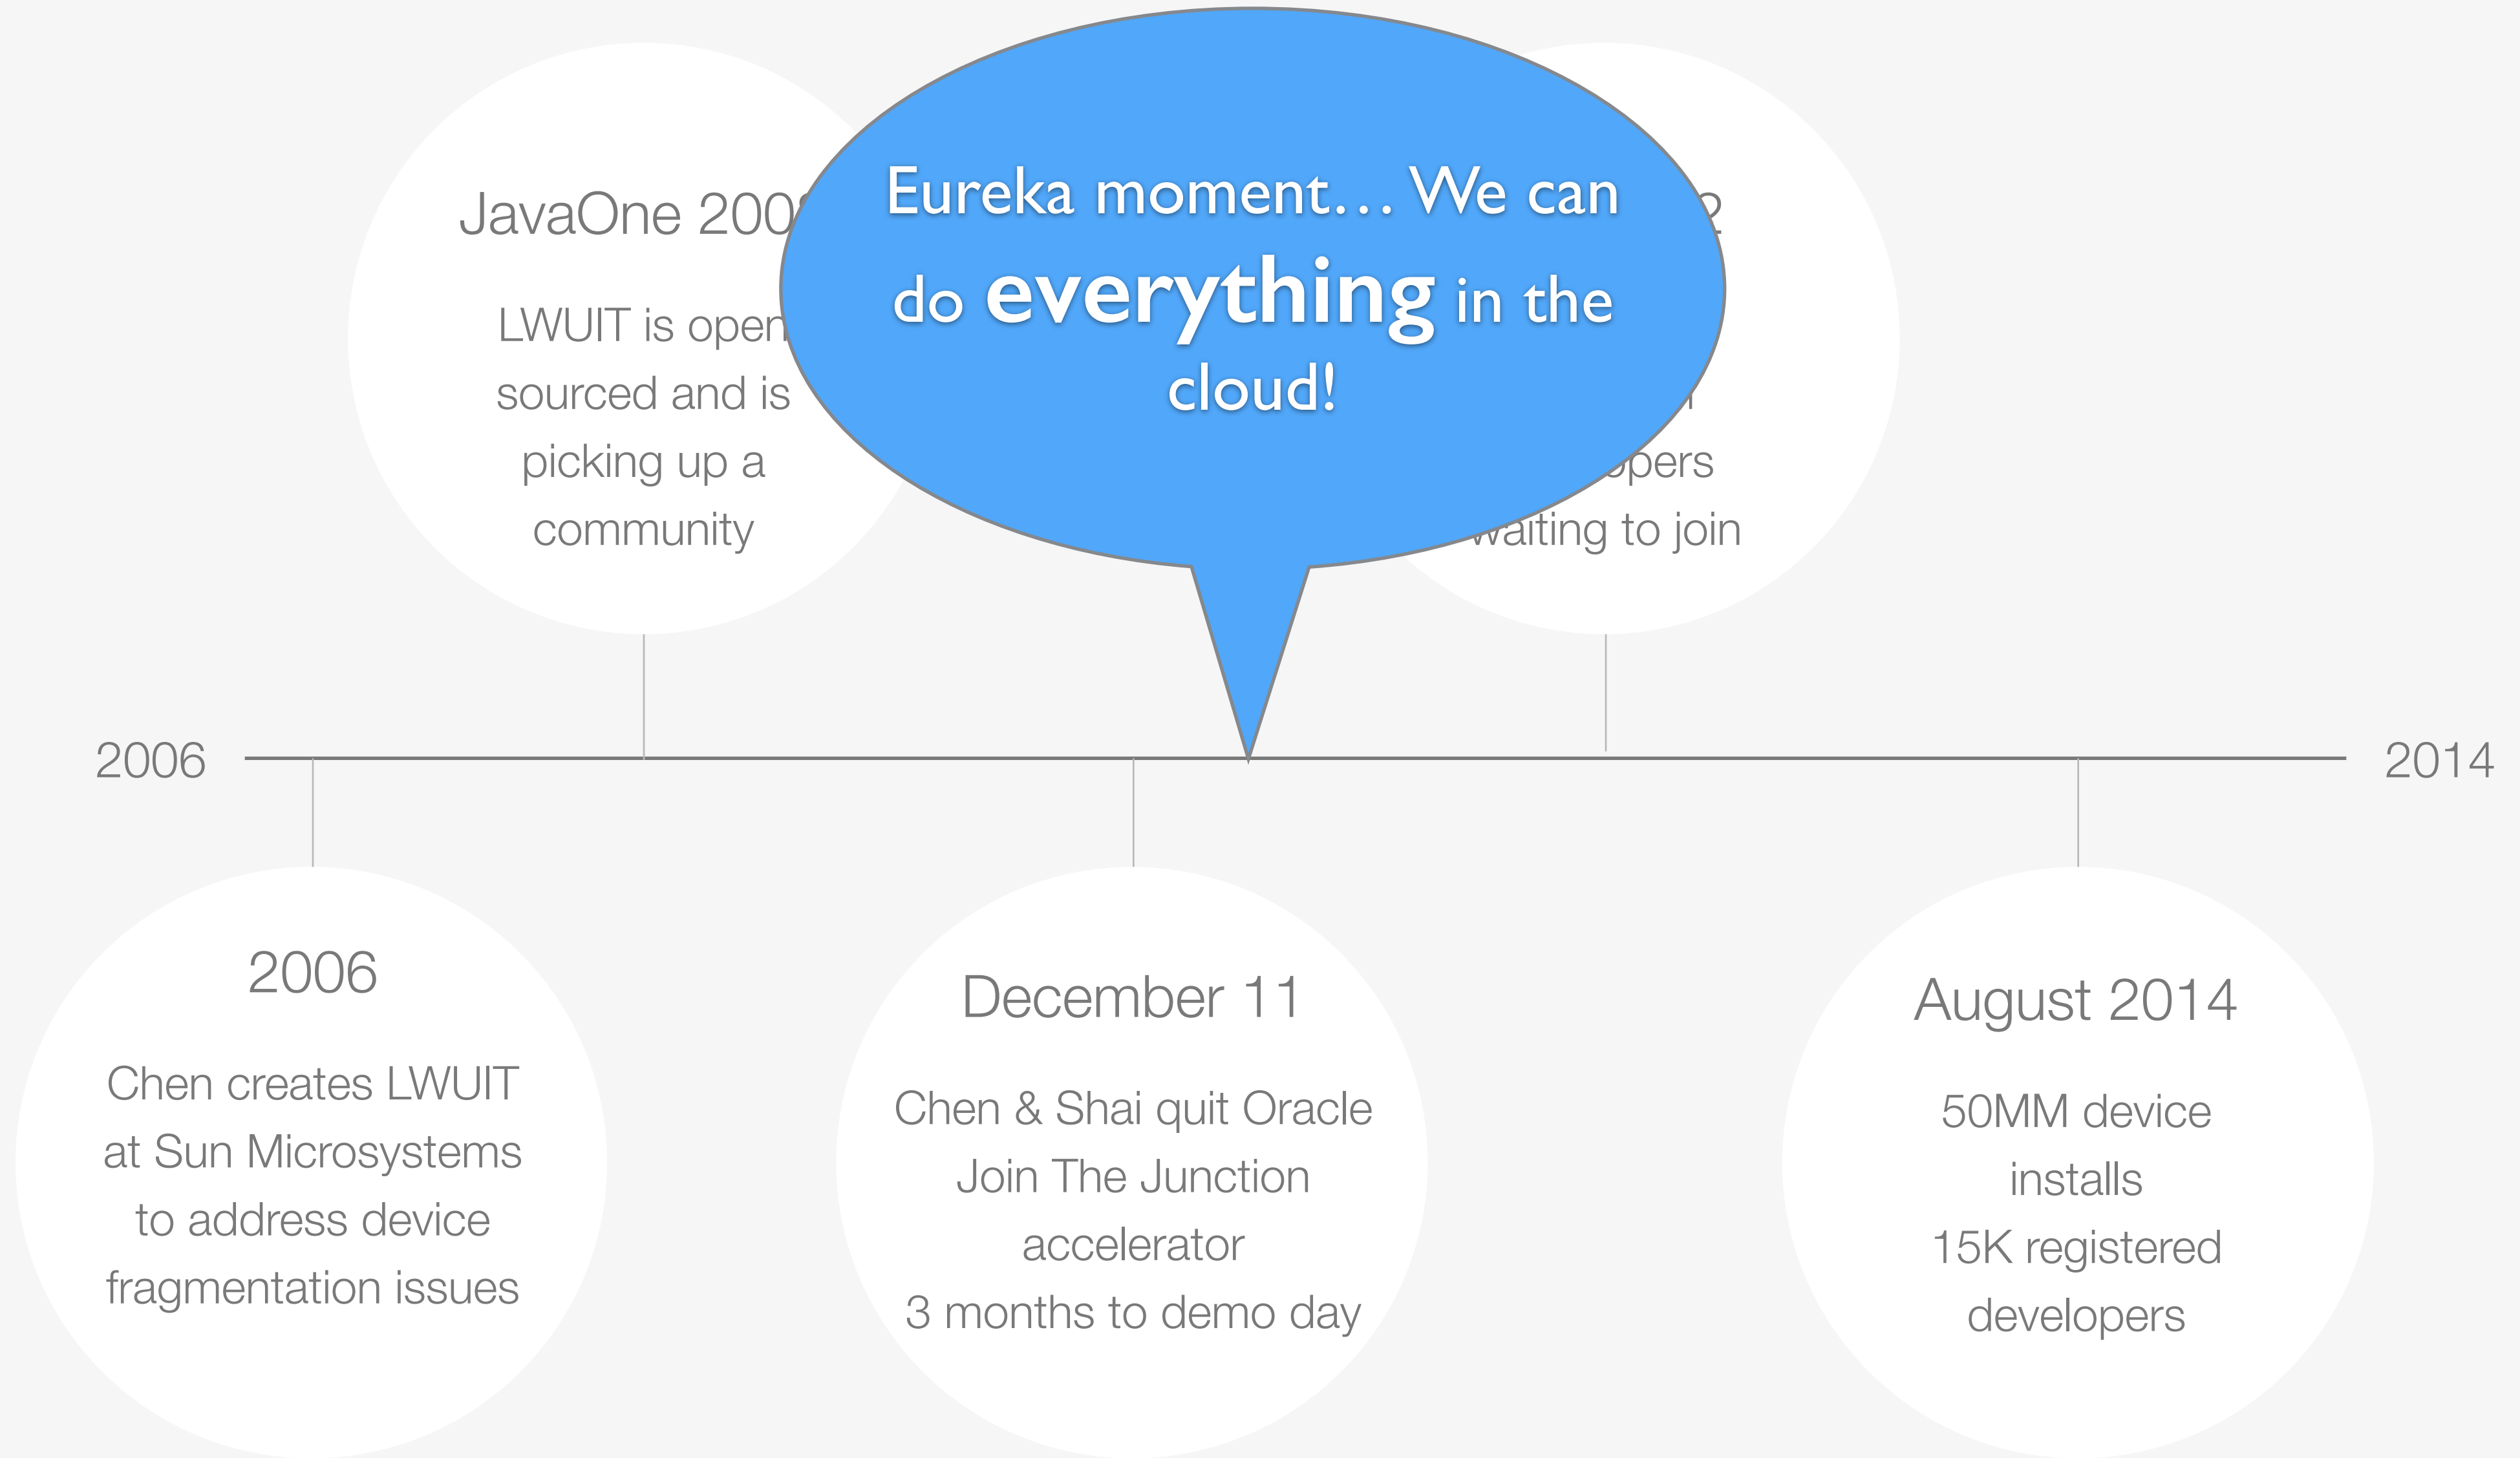 JavaOne
LWUIT is open
sourced and is
picking up a
community
Eureka moment... We can
do everything in the
cloud!
waiting to join
2006
2014
2006
Chen creates LWUIT
at Sun Microsystems
to address device
fragmentation issues
December 11
Chen & Shai quit Oracle
Join The Junction
accelerator
3 months to demo day
August 2014
50MM device
installs
15K registered
developers